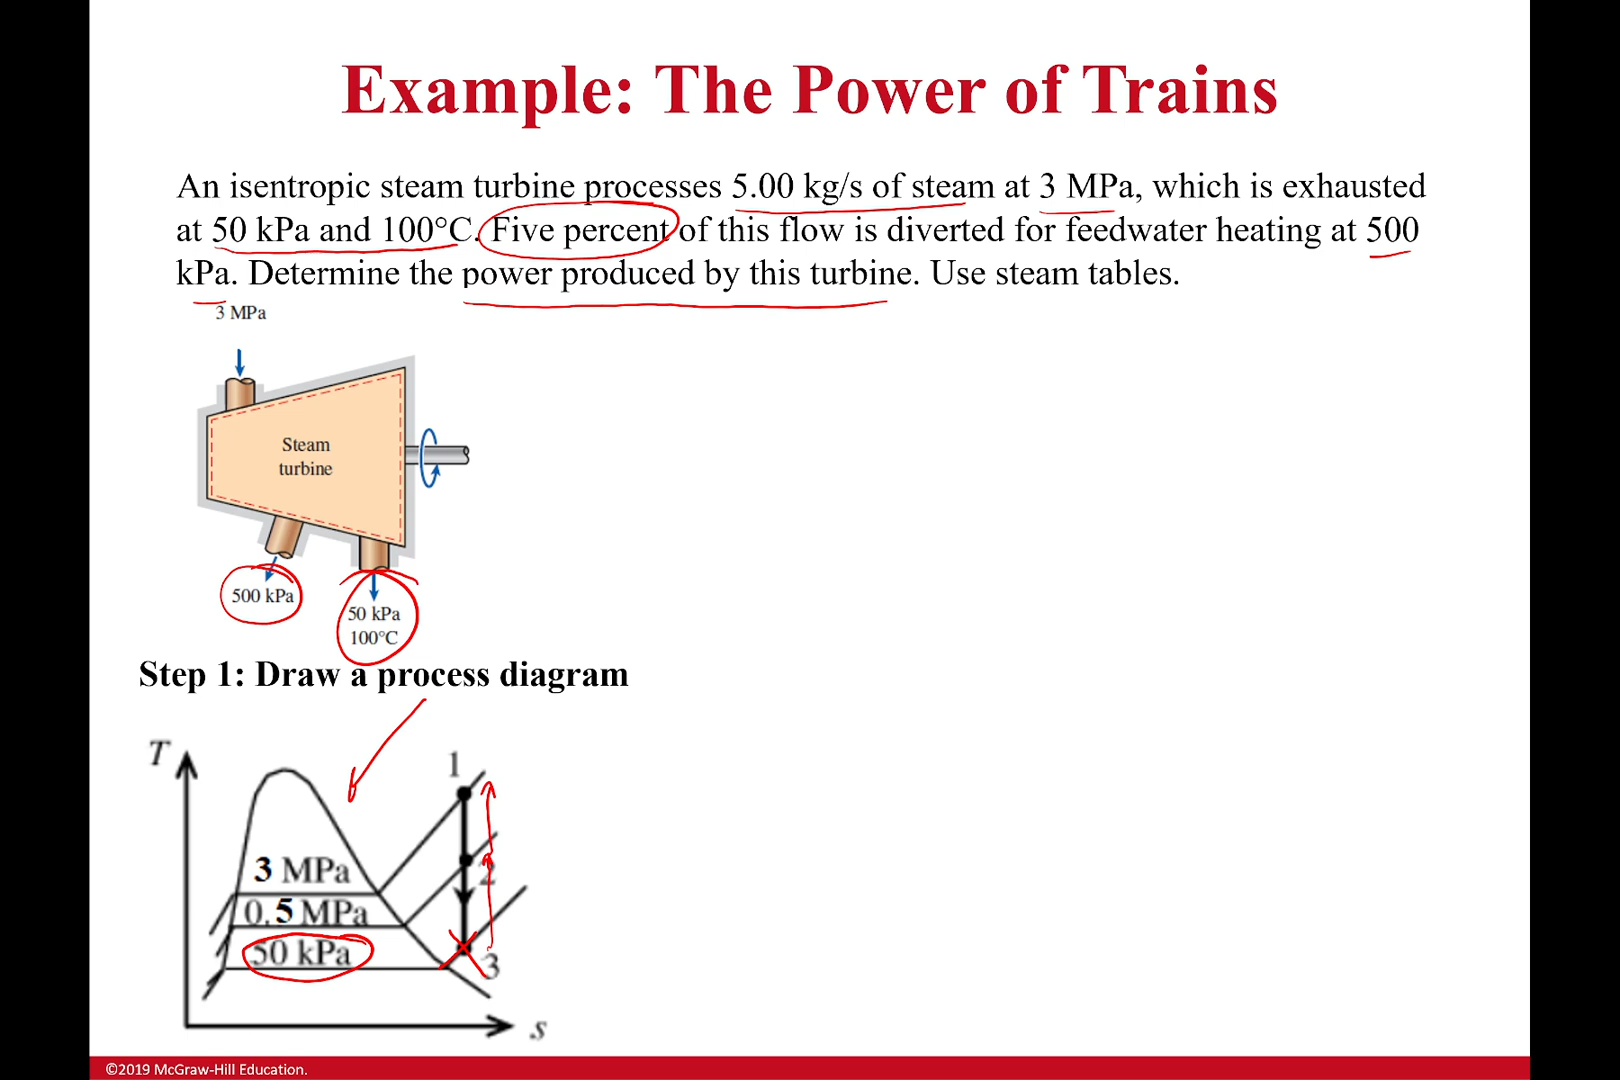 Example: The Power of Trains
An isentropic steam turbine processes 5.00 kg/s of steam at 3 MPa, which is exhausted
at 50 kPa and 100°C. Five percent of this flow is diverted for feedwater heating at 500
kPa. Determine the power produced by this turbine. Use steam tables.
3 MPa
Steam
turbine
500 kPa
50 kPa
100°C
Step 1: Draw a process diagram
T
1
3 MPa
2
0.5 MPa
50 kPa
3
s
©2019 McGraw-Hill Education.